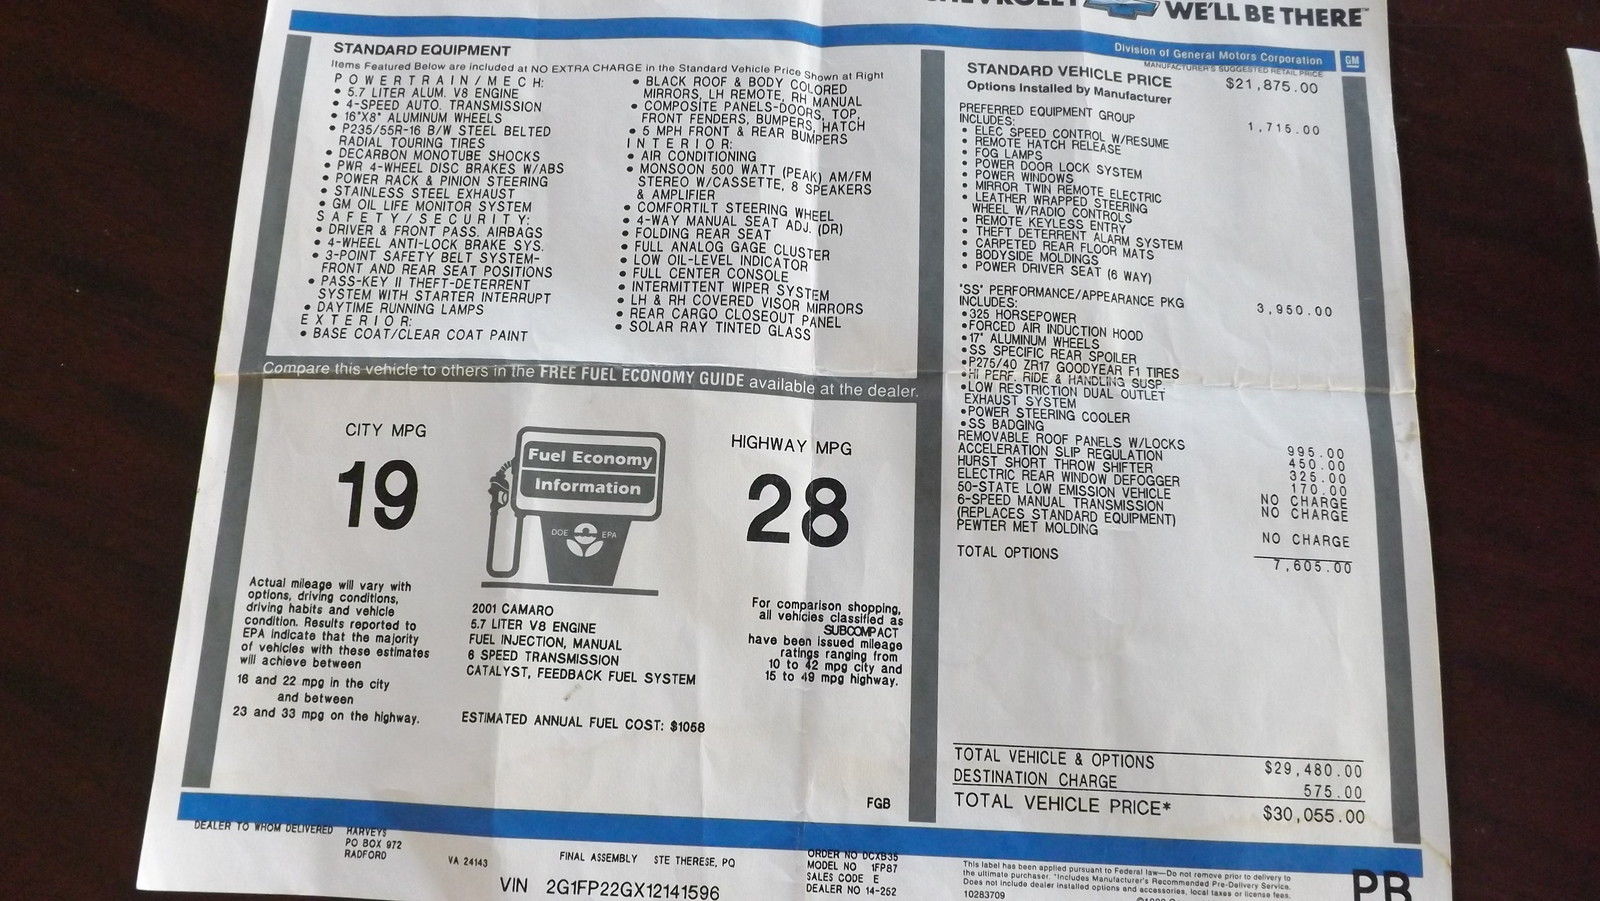 CHEVROLET WE'LL BE THERE™
Division of General Motors Corporation GM
STANDARD EQUIPMENT
Items Featured Below are included at NO EXTRA CHARGE in the Standard Vehicle Price Shown at Right
POWERTRAIN/MECH:
• 5.7 LITER ALUM. V8 ENGINE
• 4-SPEED AUTO. TRANSMISSION
• 16"X8" ALUMINUM WHEELS
• P235/55R-16 B/W STEEL BELTED
RADIAL TOURING TIRES
• DECARBON MONOTUBE SHOCKS
• PWR 4-WHEEL DISC BRAKES W/ABS
• POWER RACK & PINION STEERING
• STAINLESS STEEL EXHAUST
• GM OIL LIFE MONITOR SYSTEM
SAFETY/SECURITY:
• DRIVER & FRONT PASS. AIRBAGS
• 4-WHEEL ANTI-LOCK BRAKE SYS.
• 3-POINT SAFETY BELT SYSTEM-
FRONT AND REAR SEAT POSITIONS
• PASS-KEY II THEFT-DETERRENT
SYSTEM WITH STARTER INTERRUPT
• DAYTIME RUNNING LAMPS
EXTERIOR:
• BASE COAT/CLEAR COAT PAINT
• BLACK ROOF & BODY COLORED
MIRRORS, LH REMOTE, RH MANUAL
• COMPOSITE PANELS-DOORS, TOP,
FRONT FENDERS, BUMPERS, HATCH
• 5 MPH FRONT & REAR BUMPERS
INTERIOR:
• AIR CONDITIONING
• MONSOON 500 WATT (PEAK) AM/FM
STEREO W/CASSETTE, 8 SPEAKERS
& AMPLIFIER
• COMFORTILT STEERING WHEEL
• 4-WAY MANUAL SEAT ADJ. (DR)
• FOLDING REAR SEAT
• FULL ANALOG GAGE CLUSTER
• LOW OIL-LEVEL INDICATOR
• FULL CENTER CONSOLE
• INTERMITTENT WIPER SYSTEM
• LH & RH COVERED VISOR MIRRORS
• REAR CARGO CLOSEOUT PANEL
• SOLAR RAY TINTED GLASS
MANUFACTURER'S SUGGESTED RETAIL PRICE
STANDARD VEHICLE PRICE $21,875.00
Options Installed by Manufacturer
PREFERRED EQUIPMENT GROUP 1,715.00
INCLUDES:
• ELEC SPEED CONTROL W/RESUME
• REMOTE HATCH RELEASE
• FOG LAMPS
• POWER DOOR LOCK SYSTEM
• POWER WINDOWS
• MIRROR TWIN REMOTE ELECTRIC
• LEATHER WRAPPED STEERING
WHEEL W/RADIO CONTROLS
• REMOTE KEYLESS ENTRY
• THEFT DETERRENT ALARM SYSTEM
• CARPETED REAR FLOOR MATS
• BODYSIDE MOLDINGS
• POWER DRIVER SEAT (6 WAY)
"SS" PERFORMANCE/APPEARANCE PKG 3,950.00
INCLUDES:
•325 HORSEPOWER
•FORCED AIR INDUCTION HOOD
•17" ALUMINUM WHEELS
•SS SPECIFIC REAR SPOILER
•P275/40 ZR17 GOODYEAR F1 TIRES
•HI PERF. RIDE & HANDLING SUSP.
•LOW RESTRICTION DUAL OUTLET
EXHAUST SYSTEM
•POWER STEERING COOLER
•SS BADGING
REMOVABLE ROOF PANELS W/LOCKS 995.00
ACCELERATION SLIP REGULATION 450.00
HURST SHORT THROW SHIFTER 325.00
ELECTRIC REAR WINDOW DEFOGGER 170.00
50-STATE LOW EMISSION VEHICLE NO CHARGE
6-SPEED MANUAL TRANSMISSION NO CHARGE
(REPLACES STANDARD EQUIPMENT)
PEWTER MET MOLDING NO CHARGE
TOTAL OPTIONS 7,605.00
TOTAL VEHICLE & OPTIONS $29,480.00
DESTINATION CHARGE 575.00
TOTAL VEHICLE PRICE* $30,055.00
Compare this vehicle to others in the FREE FUEL ECONOMY GUIDE available at the dealer.
CITY MPG
19
Fuel Economy
Information
DOE EPA
HIGHWAY MPG
28
Actual mileage will vary with
options, driving conditions,
driving habits and vehicle
condition. Results reported to
EPA indicate that the majority
of vehicles with these estimates
will achieve between
16 and 22 mpg in the city
and between
23 and 33 mpg on the highway.
2001 CAMARO
5.7 LITER V8 ENGINE
FUEL INJECTION, MANUAL
6 SPEED TRANSMISSION
CATALYST, FEEDBACK FUEL SYSTEM
ESTIMATED ANNUAL FUEL COST: $1058
For comparison shopping,
all vehicles classified as
SUBCOMPACT
have been issued mileage
ratings ranging from
10 to 42 mpg city and
15 to 49 mpg highway.
FGB
DEALER TO WHOM DELIVERED HARVEYS
PO BOX 972
RADFORD VA 24143
FINAL ASSEMBLY STE THERESE, PQ
VIN 2G1FP22GX12141596
ORDER NO DCXB35
MODEL NO 1FP87
SALES CODE E
DEALER NO 14-252
This label has been applied pursuant to Federal law—Do not remove prior to delivery to
the ultimate purchaser. *Includes Manufacturer's Recommended Pre-Delivery Service.
Does not include dealer installed options and accessories, local taxes or license fees.
10283709
PB